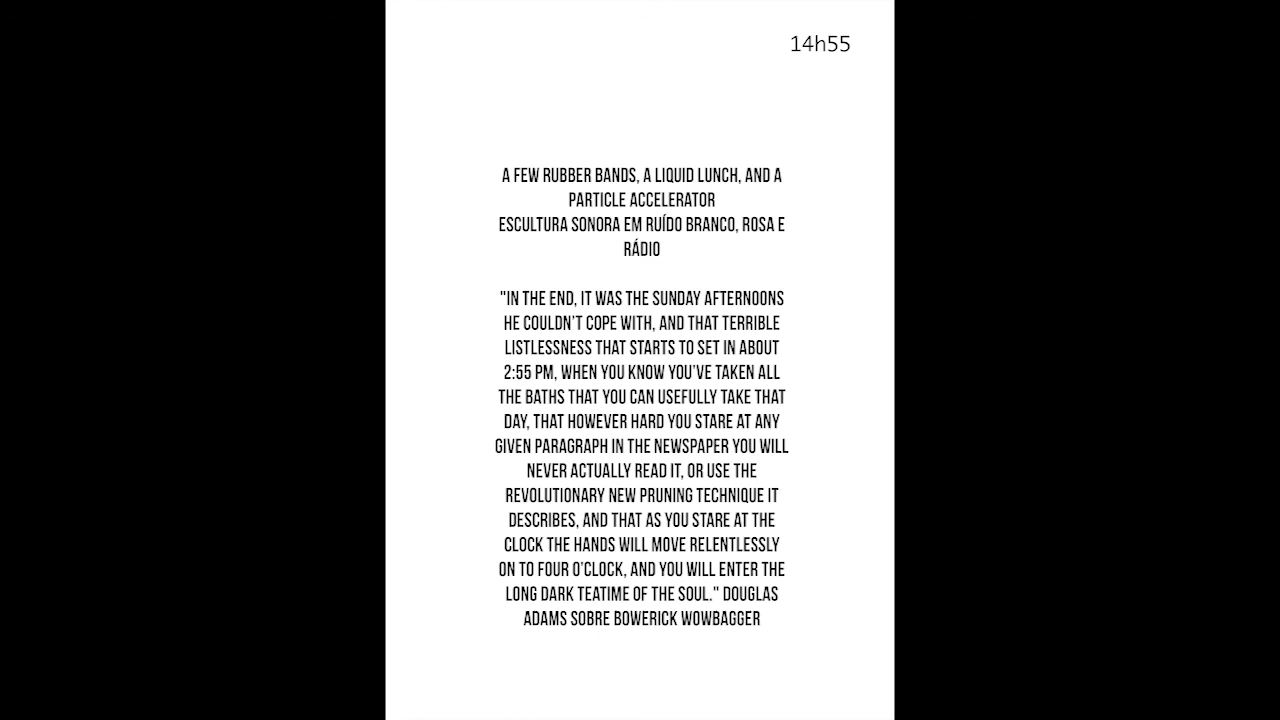 14h55
A FEW RUBBER BANDS, A LIQUID LUNCH, AND A
PARTICLE ACCELERATOR
ESCULTURA SONORA EM RUÍDO BRANCO, ROSA E
RÁDIO
"IN THE END, IT WAS THE SUNDAY AFTERNOONS
HE COULDN'T COPE WITH, AND THAT TERRIBLE
LISTLESSNESS THAT STARTS TO SET IN ABOUT
2:55 PM, WHEN YOU KNOW YOU'VE TAKEN ALL
THE BATHS THAT YOU CAN USEFULLY TAKE THAT
DAY, THAT HOWEVER HARD YOU STARE AT ANY
GIVEN PARAGRAPH IN THE NEWSPAPER YOU WILL
NEVER ACTUALLY READ IT, OR USE THE
REVOLUTIONARY NEW PRUNING TECHNIQUE IT
DESCRIBES, AND THAT AS YOU STARE AT THE
CLOCK THE HANDS WILL MOVE RELENTLESSLY
ON TO FOUR O'CLOCK, AND YOU WILL ENTER THE
LONG DARK TEATIME OF THE SOUL." DOUGLAS
ADAMS SOBRE BOWERICK WOWBAGGER